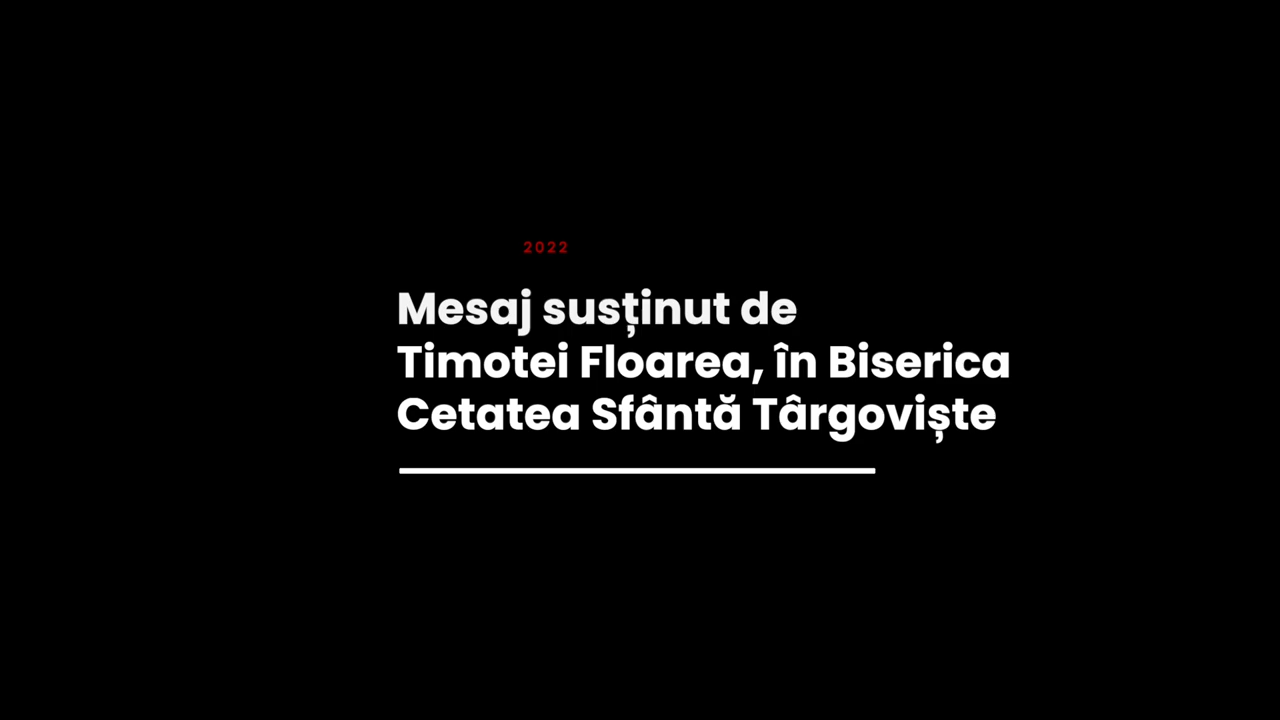 2022
Mesaj susținut de
Timotei Floarea, în Biserica
Cetatea Sfântă Târgoviște